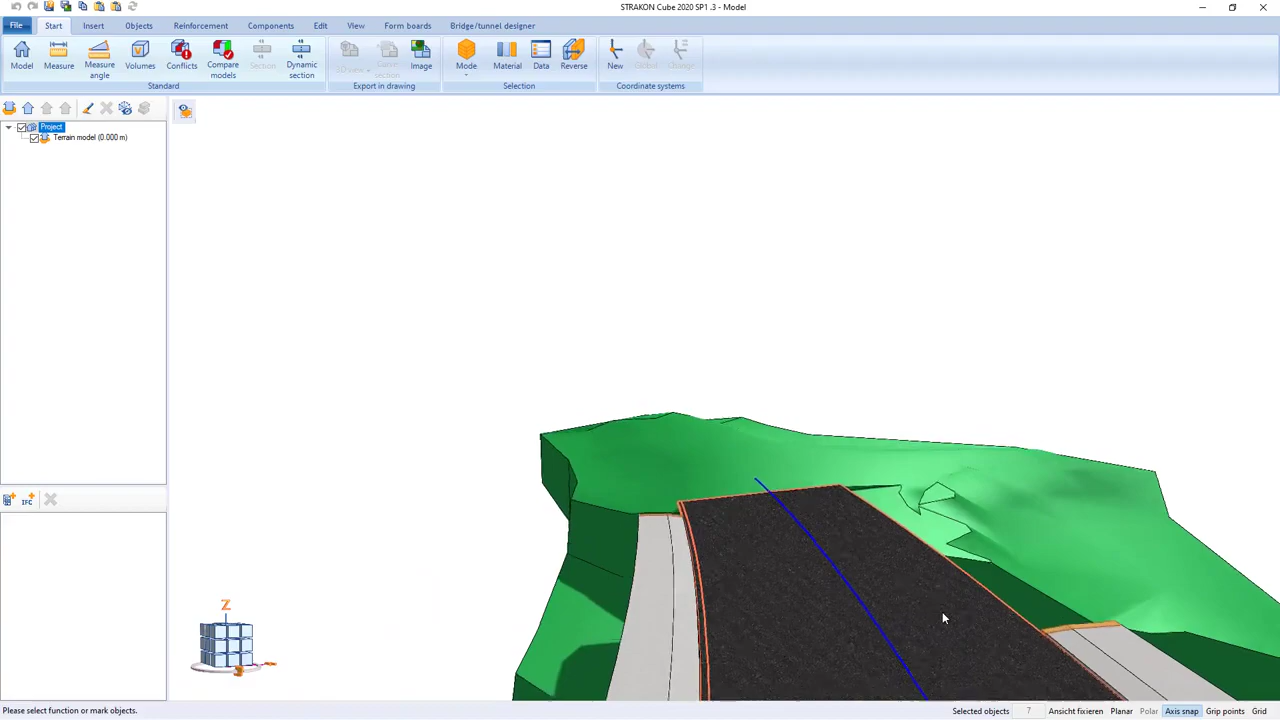 STRAKON Cube 2020 SP1 .3 - Model
File Start Insert Objects Reinforcement Components Edit View Form boards Bridge/tunnel designer
Model Measure Measure angle Volumes Conflicts Compare models Section Dynamic section Image Mode Material Data Reverse New Global Change
Standard Export in drawing Selection Coordinate systems
Project
Terrain model (0.000 m)
IFC
Z
Please select function or mark objects. Selected objects 7 Ansicht fixieren Planar Polar Axis snap Grip points Grid